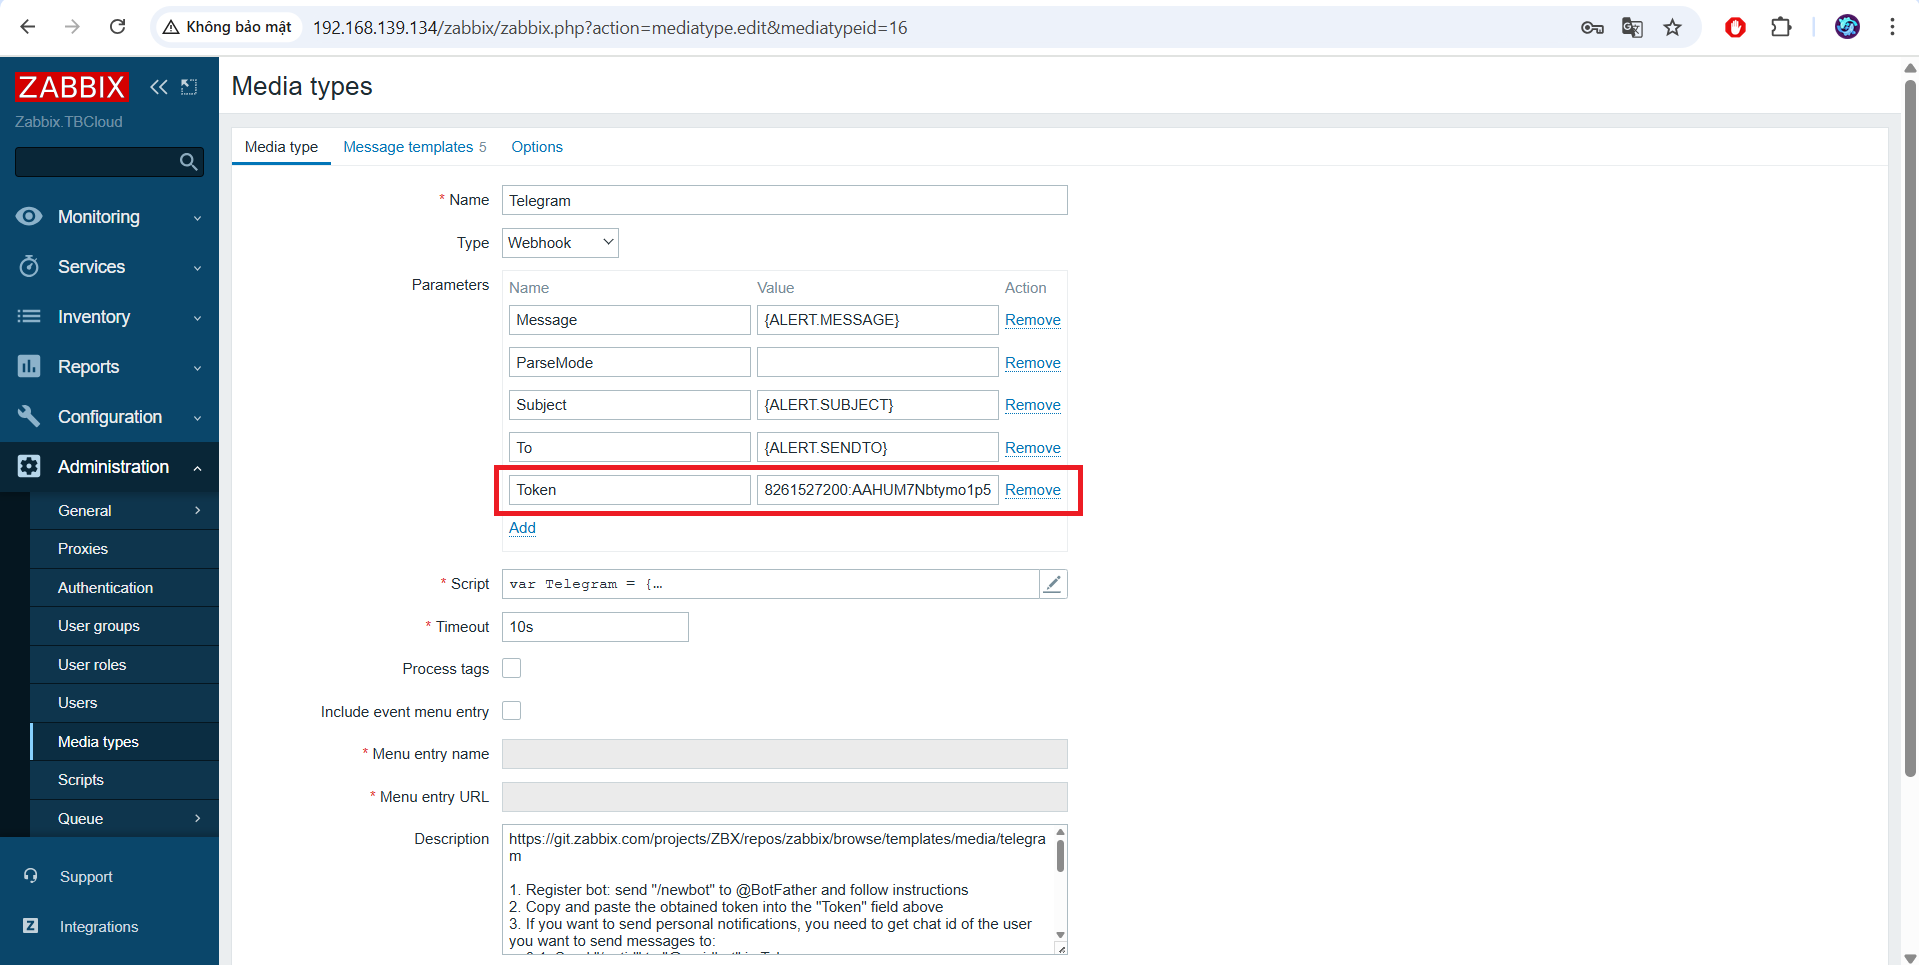 Không bảo mật
192.168.139.134/zabbix/zabbix.php?action=mediatype.edit&mediatypeid=16
ZABBIX
Zabbix.TBCloud
Monitoring
Services
Inventory
Reports
Configuration
Administration
General
Proxies
Authentication
User groups
User roles
Users
Media types
Scripts
Queue
Support
Z Integrations
Media types
Media type Message templates 5 Options
* Name Telegram
Type Webhook
Parameters Name Value Action
Message {ALERT.MESSAGE} Remove
ParseMode Remove
Subject {ALERT.SUBJECT} Remove
To {ALERT.SENDTO} Remove
Token 8261527200:AAHUM7Nbtymo1p5 Remove
Add
* Script var Telegram = {…
* Timeout 10s
Process tags
Include event menu entry
* Menu entry name
* Menu entry URL
Description https://git.zabbix.com/projects/ZBX/repos/zabbix/browse/templates/media/telegra
m
1. Register bot: send "/newbot" to @BotFather and follow instructions
2. Copy and paste the obtained token into the "Token" field above
3. If you want to send personal notifications, you need to get chat id of the user
you want to send messages to: